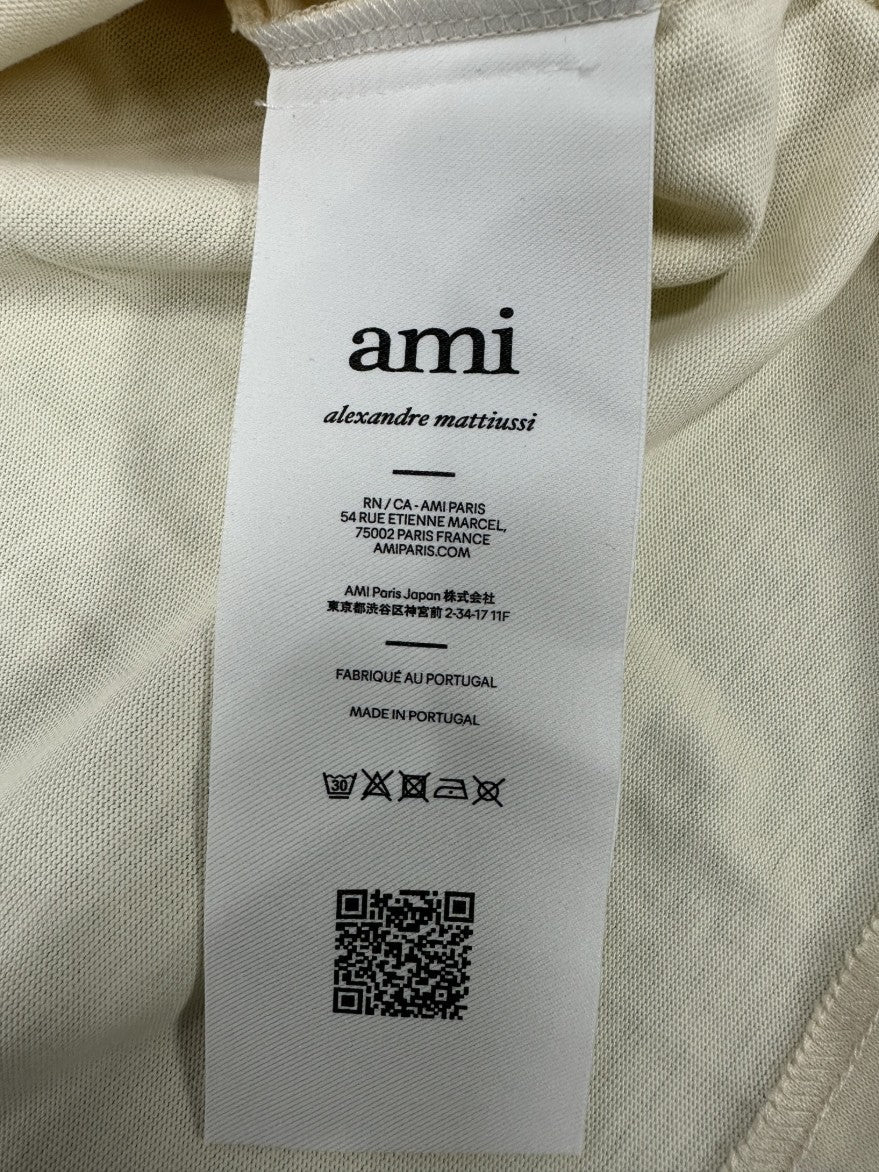 ami
alexandre mattiussi
RN / CA - AMI PARIS
54 RUE ETIENNE MARCEL,
75002 PARIS FRANCE
AMIPARIS.COM
AMI Paris Japan 株式会社
東京都渋谷区神宮前 2-34-17 11F
FABRIQUÉ AU PORTUGAL
MADE IN PORTUGAL
30